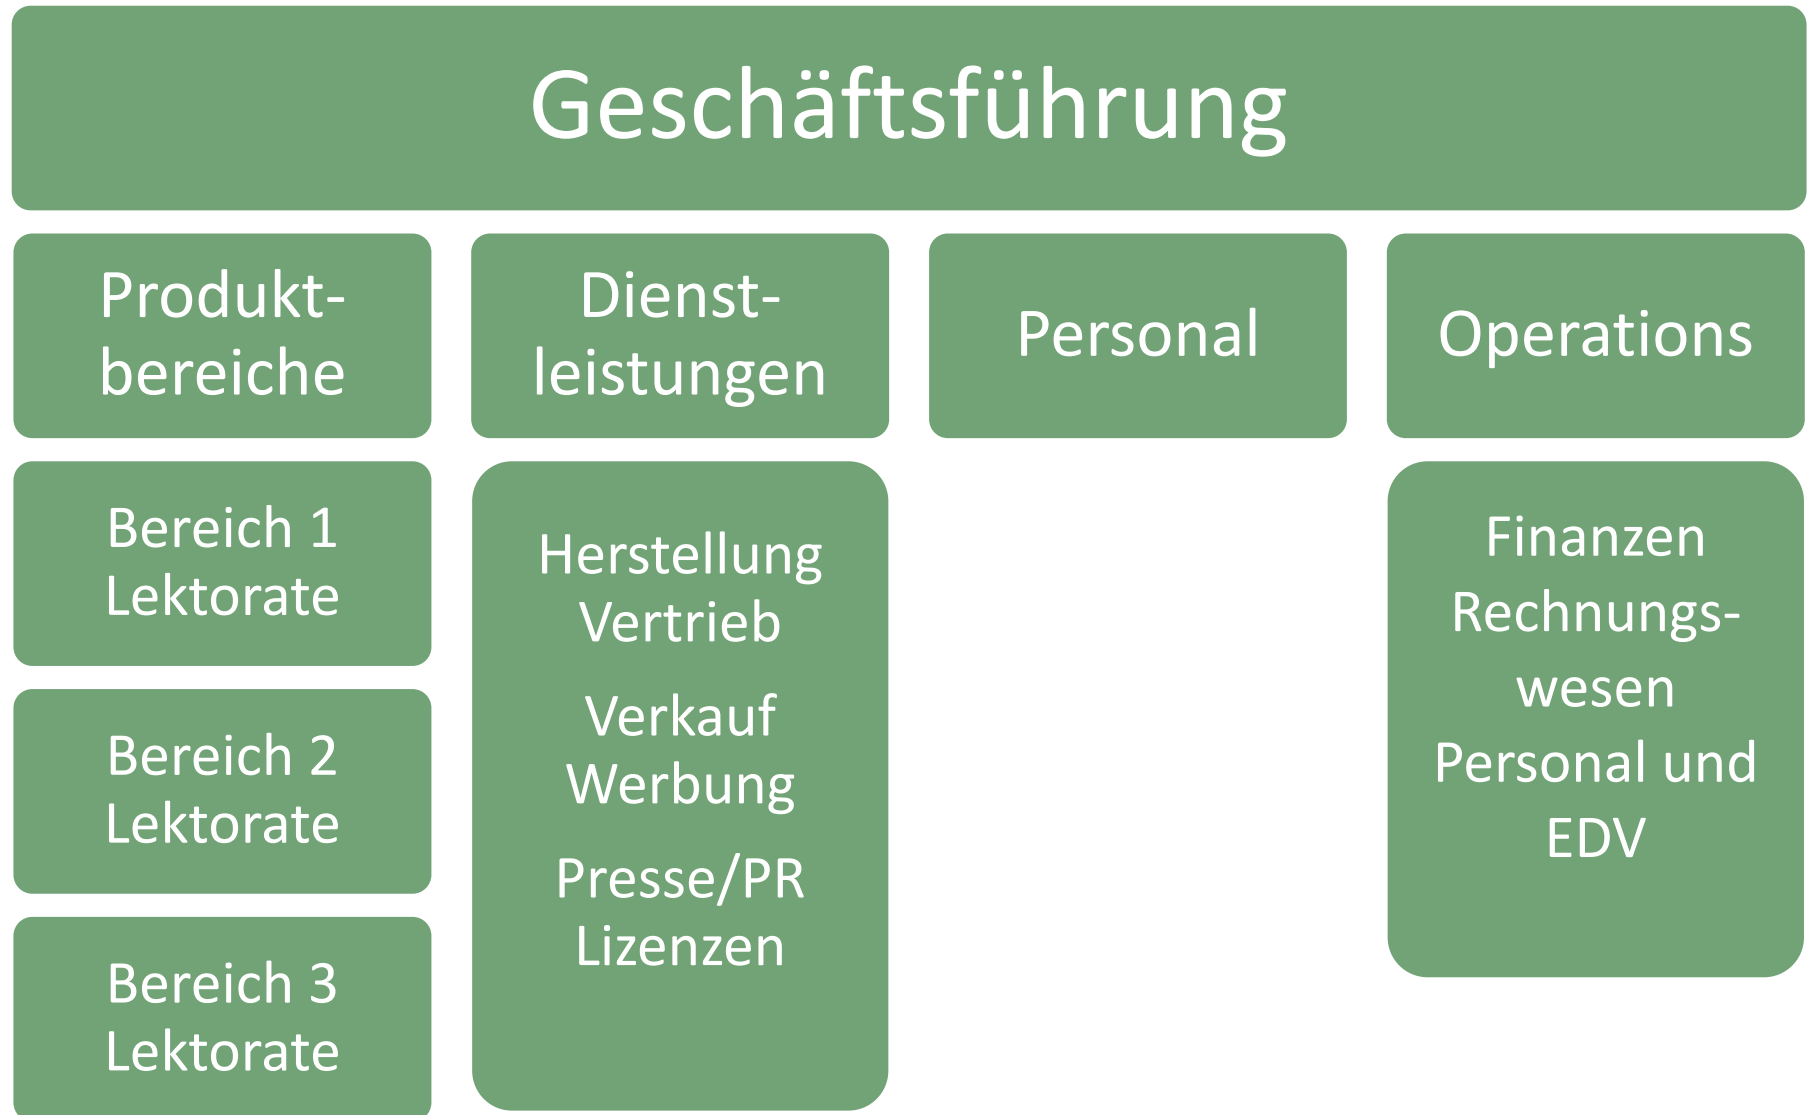 Geschäftsführung
Produkt-
bereiche
Dienst-
leistungen
Personal
Operations
Bereich 1
Lektorate
Bereich 2
Lektorate
Bereich 3
Lektorate
Herstellung
Vertrieb
Verkauf
Werbung
Presse/PR
Lizenzen
Finanzen
Rechnungs-
wesen
Personal und
EDV